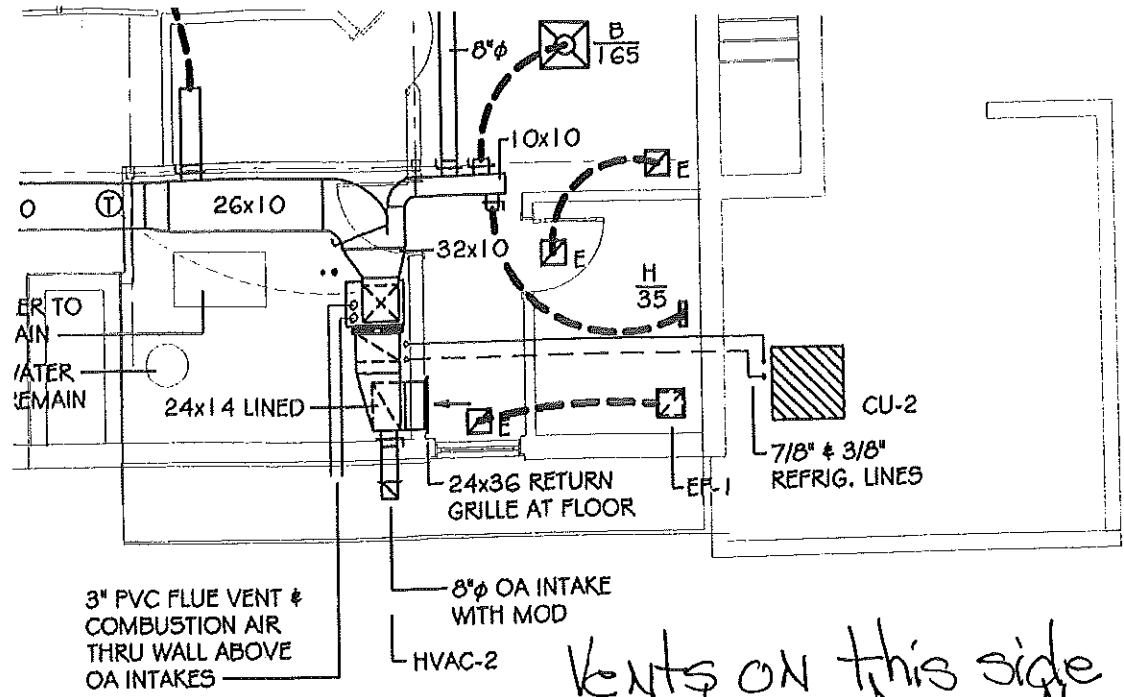 8"φ
B
165
10x10
E
O
T
26x10
32x10
E
H
35
ER TO
AIN
WATER
REMAIN
24x14 LINED
E
CU-2
7/8" & 3/8"
REFRIG. LINES
24x36 RETURN
GRILLE AT FLOOR
EF-1
3" PVC FLUE VENT &
COMBUSTION AIR
THRU WALL ABOVE
OA INTAKES
8"φ OA INTAKE
WITH MOD
HVAC-2
Vents ON this side